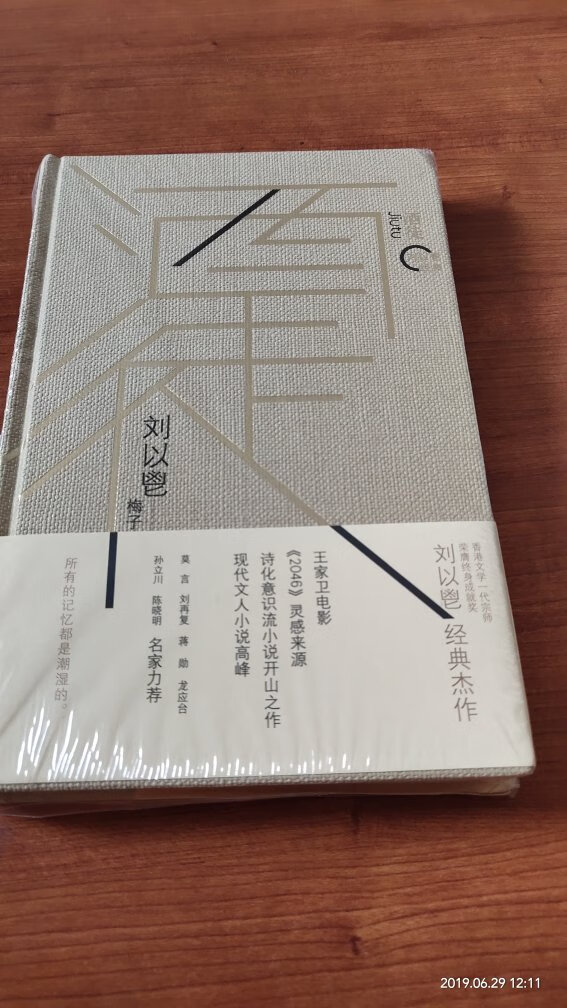 酒徒
酒徒
Jiutu
刘以鬯
梅子
香港文学一代宗师
荣膺终身成就奖
刘以鬯 经典杰作
王家卫电影
《2046》灵感来源
诗化意识流小说开山之作
现代文人小说高峰
莫言 刘再复 蒋勋 龙应台
孙立川 陈晓明 名家力荐
所有的记忆都是潮湿的。
2019.06.29 12:11